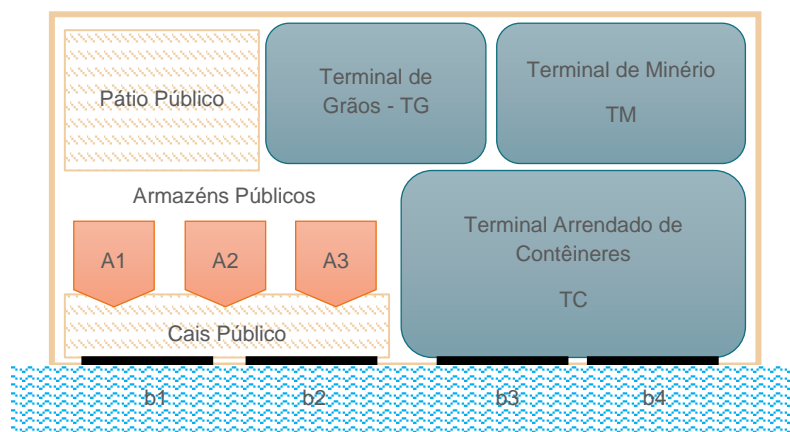 Pátio Público
Terminal de
Grãos - TG
Terminal de Minério
TM
Armazéns Públicos
A1
A2
A3
Terminal Arrendado de
Contêineres
TC
Cais Público
b1
b2
b3
b4